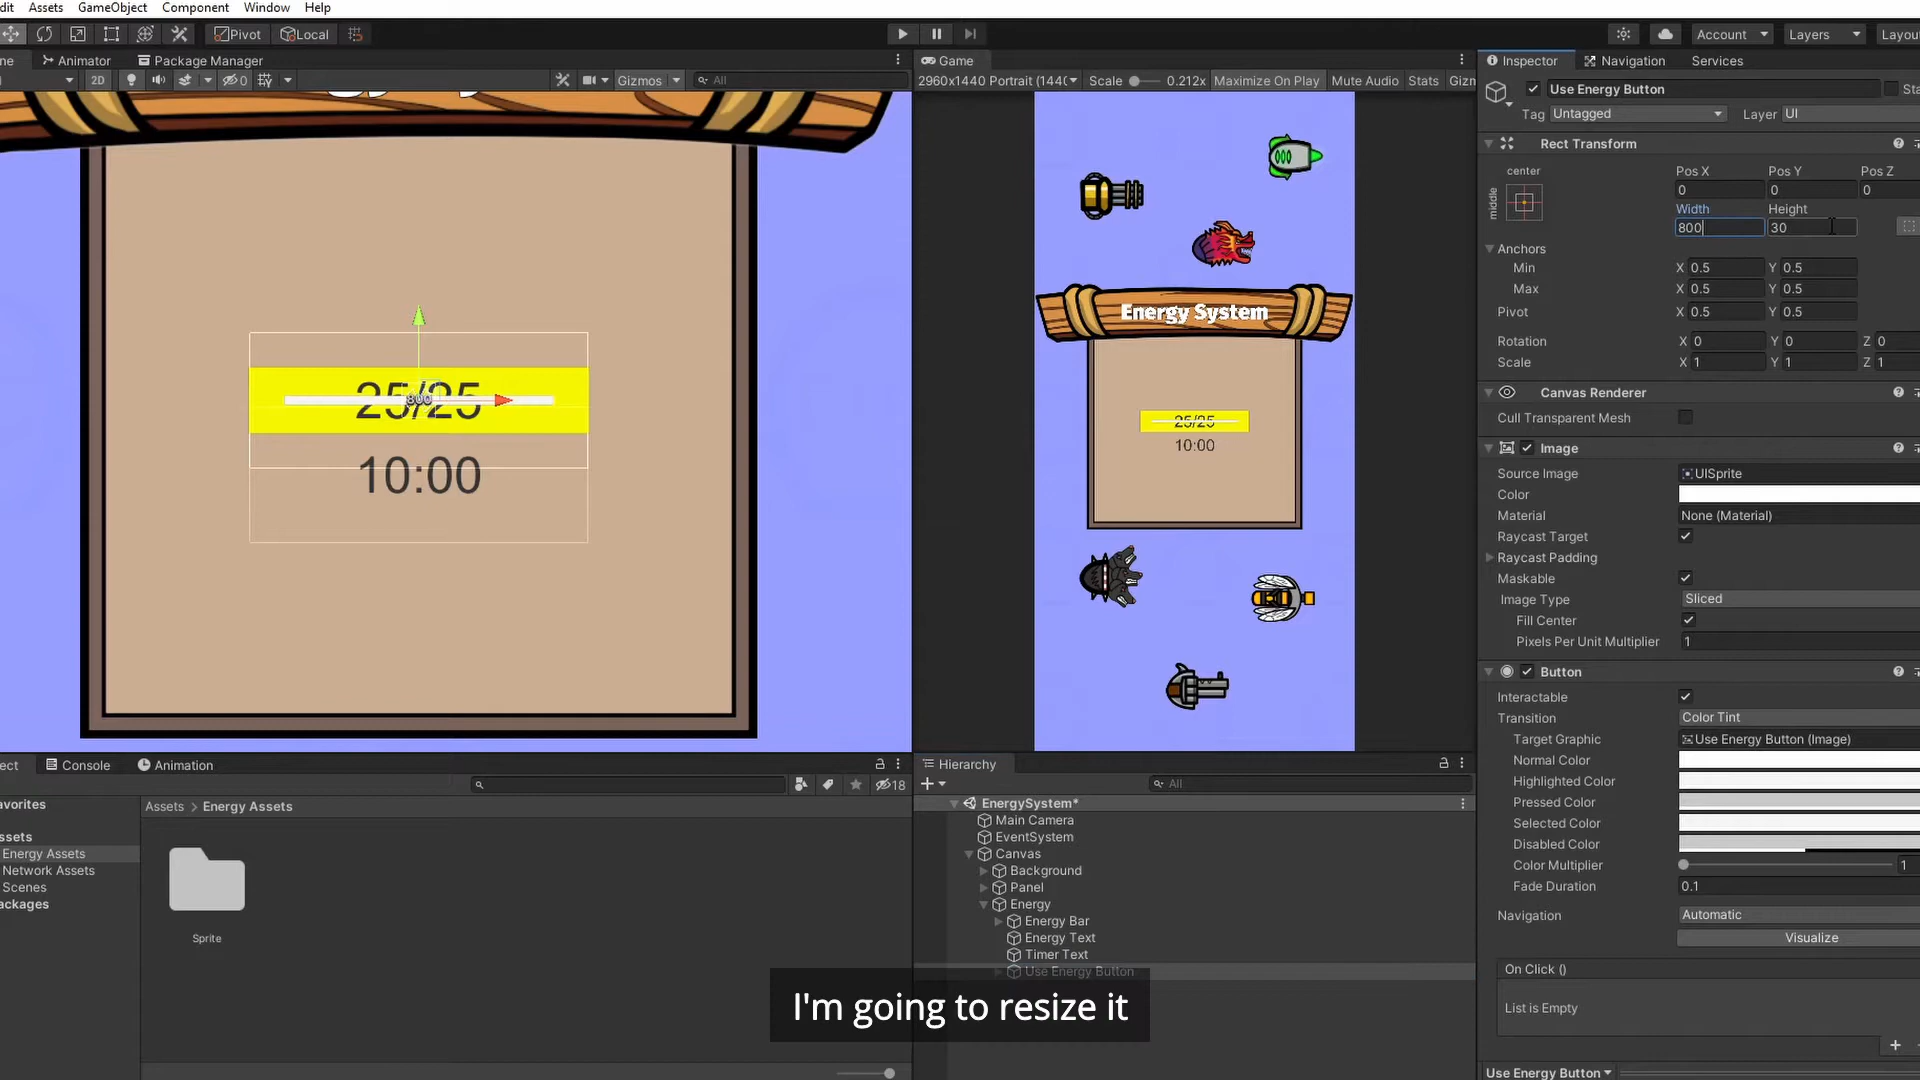 dit Assets GameObject Component Window Help
Pivot Local Account Layers Layou
ne Animator Package Manager
2D 0 Gizmos All
Game
2960x1440 Portrait (144( Scale 0.212x Maximize On Play Mute Audio Stats Gizn
25/25
800
10:00
Energy System
25/25
10:00
Inspector Navigation Services
Use Energy Button Sta
Tag Untagged Layer UI
Rect Transform
center Pos X Pos Y Pos Z
middle 0 0 0
Width Height
800 30
Anchors
Min X 0.5 Y 0.5
Max X 0.5 Y 0.5
Pivot X 0.5 Y 0.5
Rotation X 0 Y 0 Z 0
Scale X 1 Y 1 Z 1
Canvas Renderer
Cull Transparent Mesh
Image
Source Image UISprite
Color
Material None (Material)
Raycast Target
Raycast Padding
Maskable
Image Type Sliced
Fill Center
Pixels Per Unit Multiplier 1
Button
Interactable
Transition Color Tint
Target Graphic Use Energy Button (Image)
Normal Color
Highlighted Color
Pressed Color
Selected Color
Disabled Color
Color Multiplier 1
Fade Duration 0.1
Navigation Automatic
Visualize
On Click ()
List is Empty
Use Energy Button
ect Console Animation
18
avorites
ssets
Energy Assets
Network Assets
Scenes
ackages
Assets > Energy Assets
Sprite
Hierarchy
All
EnergySystem*
Main Camera
EventSystem
Canvas
Background
Panel
Energy
Energy Bar
Energy Text
Timer Text
Use Energy Button
I'm going to resize it